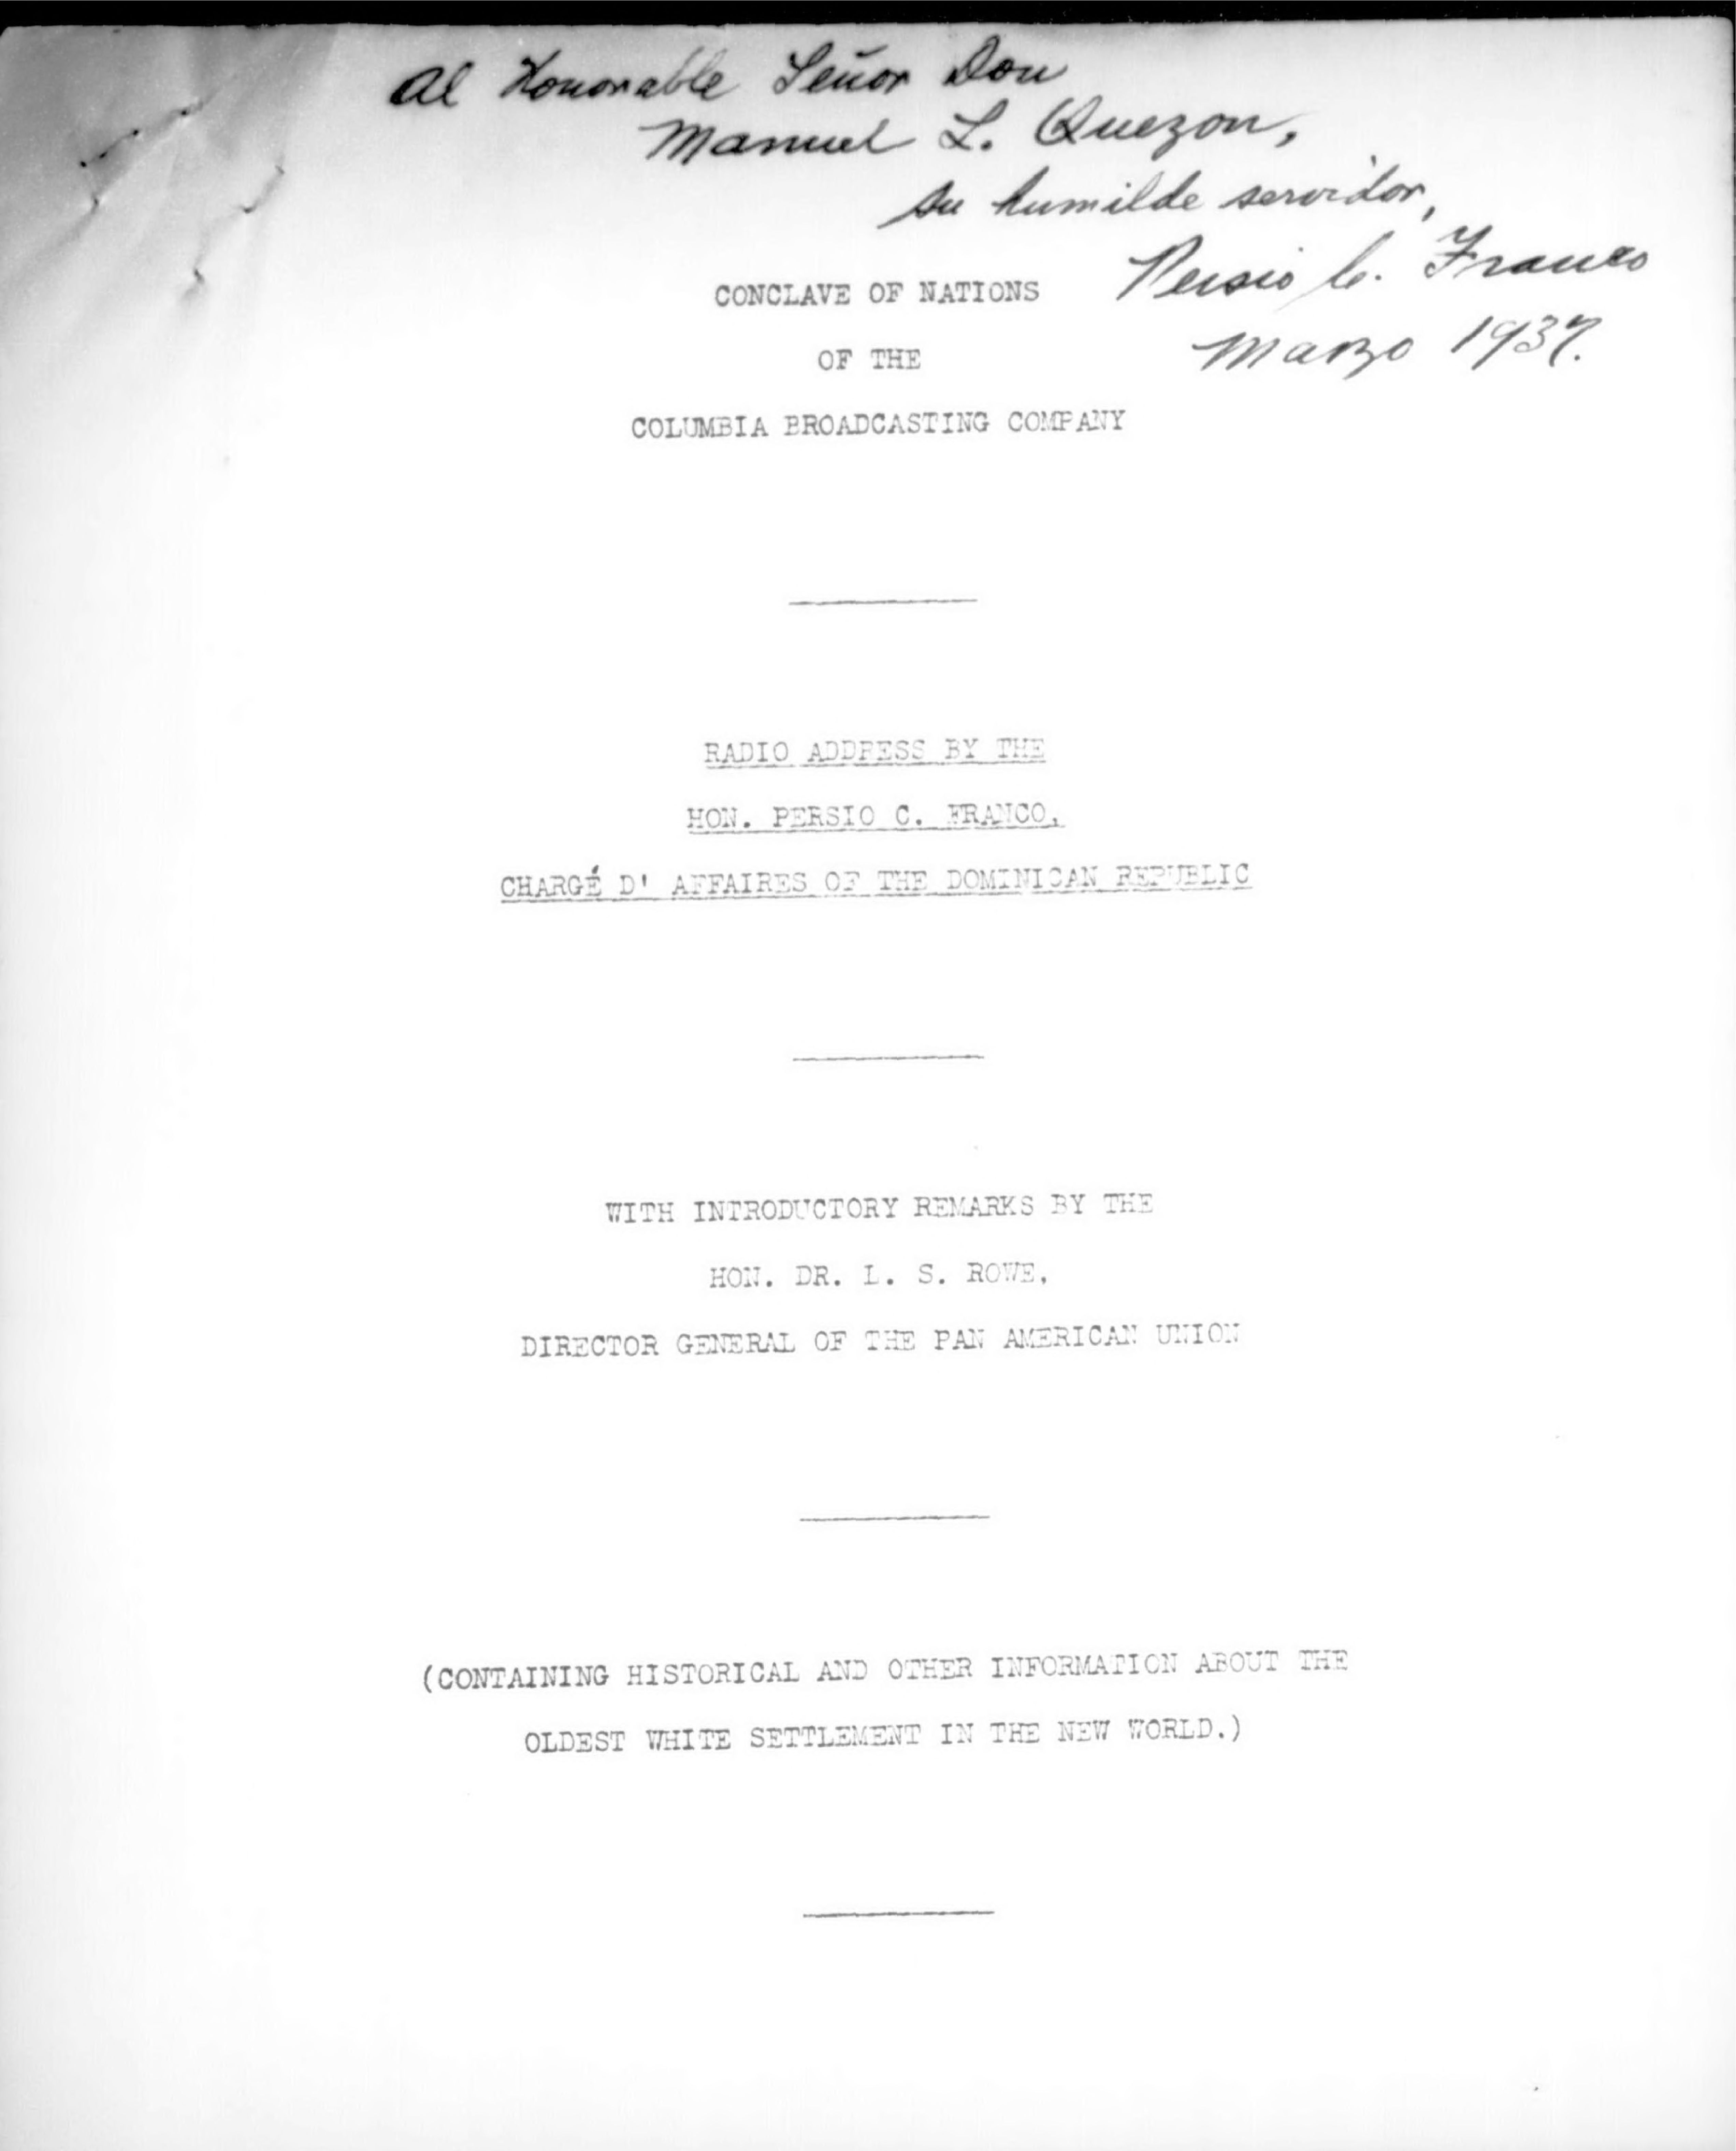 Al Honorable Señor Don
Manuel L. Quezon,
su humilde servidor,
Persio C. Franco
Marzo 1937.
CONCLAVE OF NATIONS
OF THE
COLUMBIA BROADCASTING COMPANY
RADIO ADDRESS BY THE
HON. PERSIO C. FRANCO,
CHARGÉ D' AFFAIRES OF THE DOMINICAN REPUBLIC
WITH INTRODUCTORY REMARKS BY THE
HON. DR. L. S. ROWE,
DIRECTOR GENERAL OF THE PAN AMERICAN UNION
(CONTAINING HISTORICAL AND OTHER INFORMATION ABOUT THE
OLDEST WHITE SETTLEMENT IN THE NEW WORLD.)